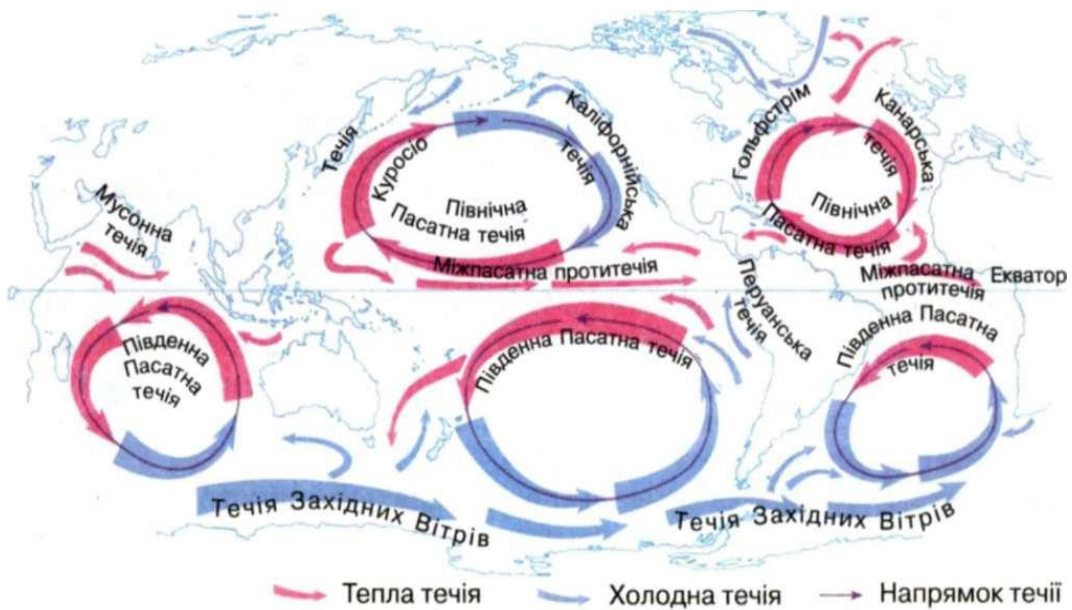 Течія
Куросіо
Каліфорнійська
течія
Північна
Пасатна течія
Міжпасатна протитечія
Гольфстрім
Канарська
течія
Північна
Пасатна течія
Мусонна
течія
Міжпасатна
протитечія
Екватор
Перуанська
течія
Південна
Пасатна
течія
Південна Пасатна течія
Південна Пасатна
течія
Течія Західних Вітрів
Течія Західних Вітрів
Тепла течія
Холодна течія
Напрямок течії